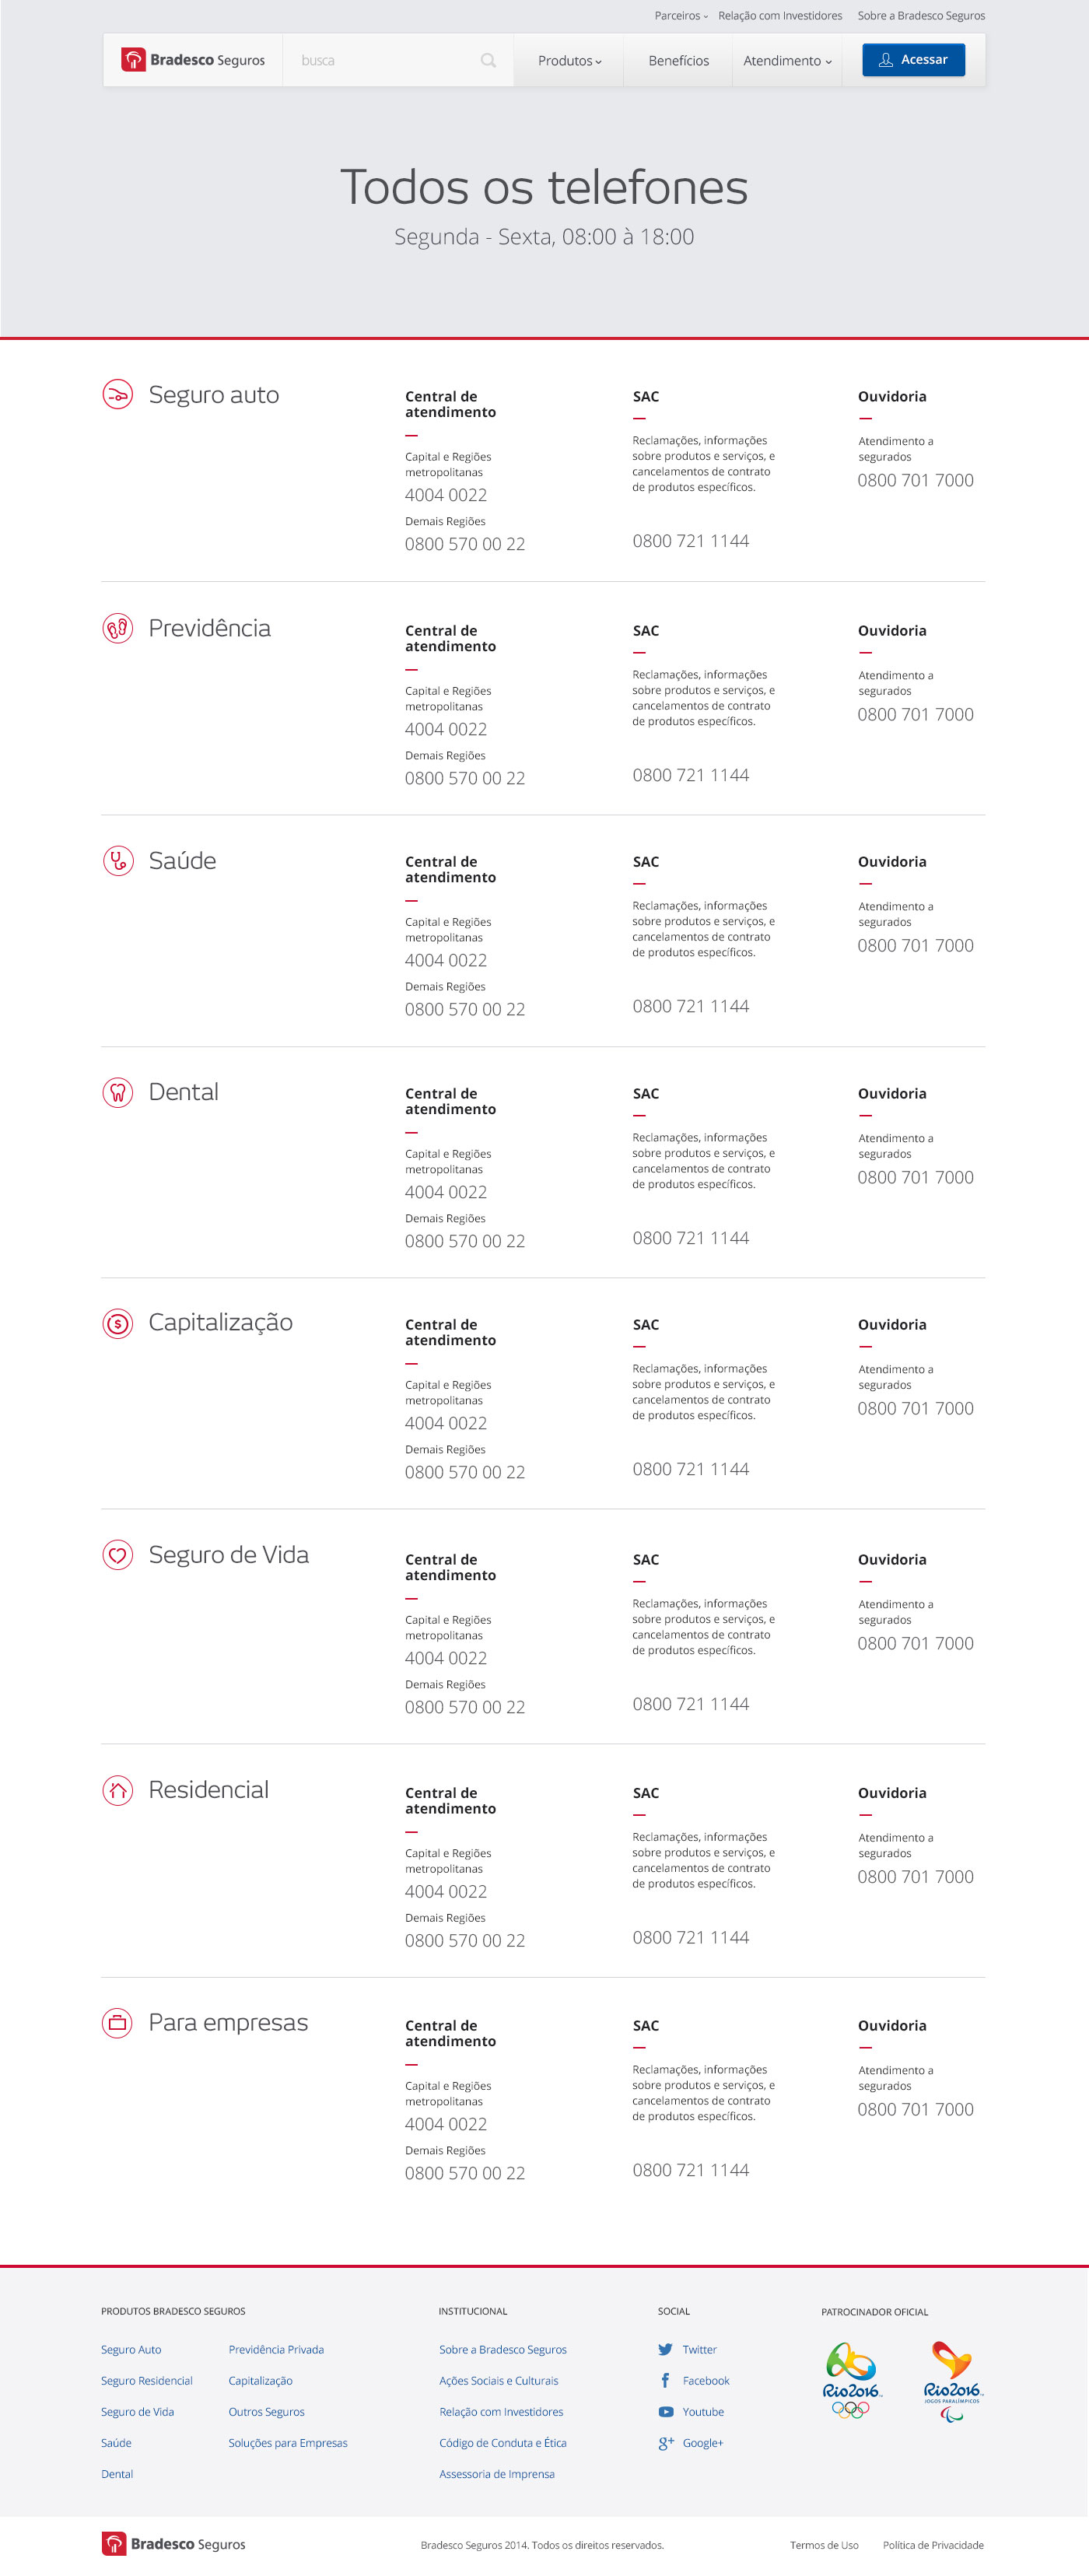 Parceiros Relação com Investidores Sobre a Bradesco Seguros
Bradesco Seguros busca Produtos Benefícios Atendimento Acessar
Todos os telefones
Segunda - Sexta, 08:00 à 18:00
Seguro auto
Central de
atendimento
Capital e Regiões
metropolitanas
4004 0022
Demais Regiões
0800 570 00 22
SAC
Reclamações, informações
sobre produtos e serviços, e
cancelamentos de contrato
de produtos específicos.
0800 721 1144
Ouvidoria
Atendimento a
segurados
0800 701 7000
Previdência
Central de
atendimento
Capital e Regiões
metropolitanas
4004 0022
Demais Regiões
0800 570 00 22
SAC
Reclamações, informações
sobre produtos e serviços, e
cancelamentos de contrato
de produtos específicos.
0800 721 1144
Ouvidoria
Atendimento a
segurados
0800 701 7000
Saúde
Central de
atendimento
Capital e Regiões
metropolitanas
4004 0022
Demais Regiões
0800 570 00 22
SAC
Reclamações, informações
sobre produtos e serviços, e
cancelamentos de contrato
de produtos específicos.
0800 721 1144
Ouvidoria
Atendimento a
segurados
0800 701 7000
Dental
Central de
atendimento
Capital e Regiões
metropolitanas
4004 0022
Demais Regiões
0800 570 00 22
SAC
Reclamações, informações
sobre produtos e serviços, e
cancelamentos de contrato
de produtos específicos.
0800 721 1144
Ouvidoria
Atendimento a
segurados
0800 701 7000
Capitalização
Central de
atendimento
Capital e Regiões
metropolitanas
4004 0022
Demais Regiões
0800 570 00 22
SAC
Reclamações, informações
sobre produtos e serviços, e
cancelamentos de contrato
de produtos específicos.
0800 721 1144
Ouvidoria
Atendimento a
segurados
0800 701 7000
Seguro de Vida
Central de
atendimento
Capital e Regiões
metropolitanas
4004 0022
Demais Regiões
0800 570 00 22
SAC
Reclamações, informações
sobre produtos e serviços, e
cancelamentos de contrato
de produtos específicos.
0800 721 1144
Ouvidoria
Atendimento a
segurados
0800 701 7000
Residencial
Central de
atendimento
Capital e Regiões
metropolitanas
4004 0022
Demais Regiões
0800 570 00 22
SAC
Reclamações, informações
sobre produtos e serviços, e
cancelamentos de contrato
de produtos específicos.
0800 721 1144
Ouvidoria
Atendimento a
segurados
0800 701 7000
Para empresas
Central de
atendimento
Capital e Regiões
metropolitanas
4004 0022
Demais Regiões
0800 570 00 22
SAC
Reclamações, informações
sobre produtos e serviços, e
cancelamentos de contrato
de produtos específicos.
0800 721 1144
Ouvidoria
Atendimento a
segurados
0800 701 7000
PRODUTOS BRADESCO SEGUROS
Seguro Auto
Seguro Residencial
Seguro de Vida
Saúde
Dental
Previdência Privada
Capitalização
Outros Seguros
Soluções para Empresas
INSTITUCIONAL
Sobre a Bradesco Seguros
Ações Sociais e Culturais
Relação com Investidores
Código de Conduta e Ética
Assessoria de Imprensa
SOCIAL
Twitter
Facebook
Youtube
Google+
PATROCINADOR OFICIAL
Rio2016
Rio2016
JOGOS PARALÍMPICOS
Bradesco Seguros
Bradesco Seguros 2014. Todos os direitos reservados.
Termos de Uso Política de Privacidade